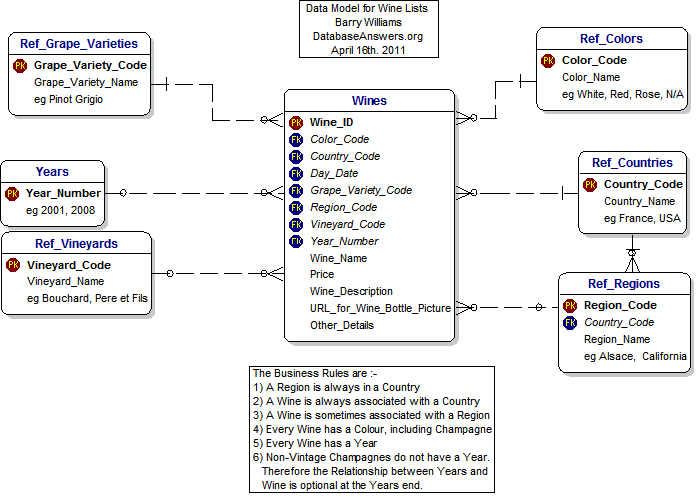 Data Model for Wine Lists
Barry Williams
DatabaseAnswers.org
April 16th. 2011
Ref_Grape_Varieties
PK Grape_Variety_Code
Grape_Variety_Name
eg Pinot Grigio
Ref_Colors
PK Color_Code
Color_Name
eg White, Red, Rose, N/A
Wines
PK Wine_ID
FK Color_Code
FK Country_Code
FK Day_Date
FK Grape_Variety_Code
FK Region_Code
FK Vineyard_Code
FK Year_Number
Wine_Name
Price
Wine_Description
URL_for_Wine_Bottle_Picture
Other_Details
Years
PK Year_Number
eg 2001, 2008
Ref_Countries
PK Country_Code
Country_Name
eg France, USA
Ref_Vineyards
PK Vineyard_Code
Vineyard_Name
eg Bouchard, Pere et Fils
Ref_Regions
PK Region_Code
FK Country_Code
Region_Name
eg Alsace, California
The Business Rules are :-
1) A Region is always in a Country
2) A Wine is always associated with a Country
3) A Wine is sometimes associated with a Region
4) Every Wine has a Colour, including Champagne
5) Every Wine has a Year
6) Non-Vintage Champagnes do not have a Year.
Therefore the Relationship between Years and
Wine is optional at the Years end.